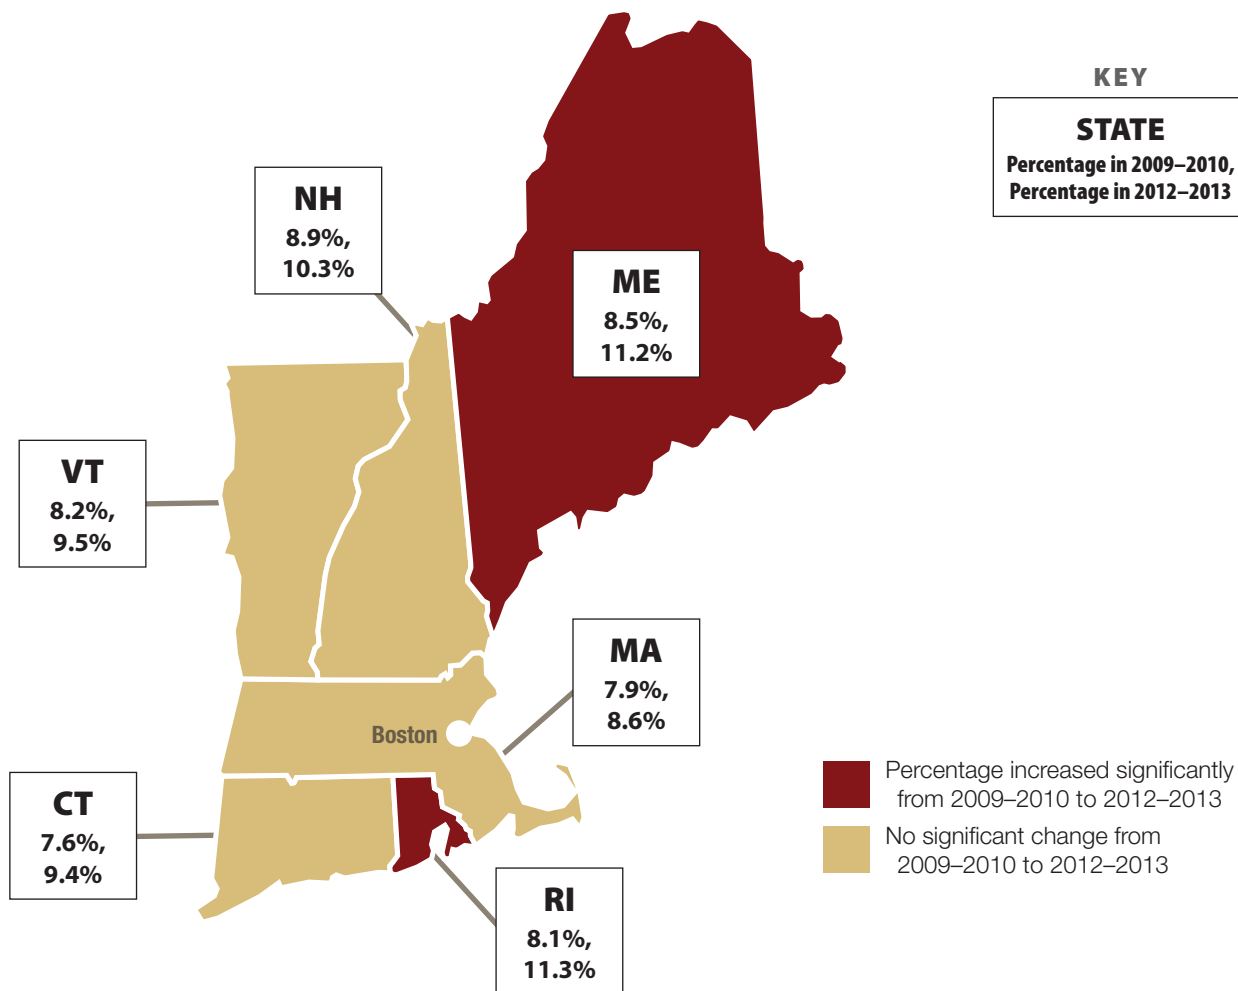 KEY
STATE
Percentage in 2009–2010,
Percentage in 2012–2013
NH
8.9%,
10.3%
ME
8.5%,
11.2%
VT
8.2%,
9.5%
MA
7.9%,
8.6%
Boston
CT
7.6%,
9.4%
RI
8.1%,
11.3%
Percentage increased significantly
from 2009–2010 to 2012–2013
No significant change from
2009–2010 to 2012–2013